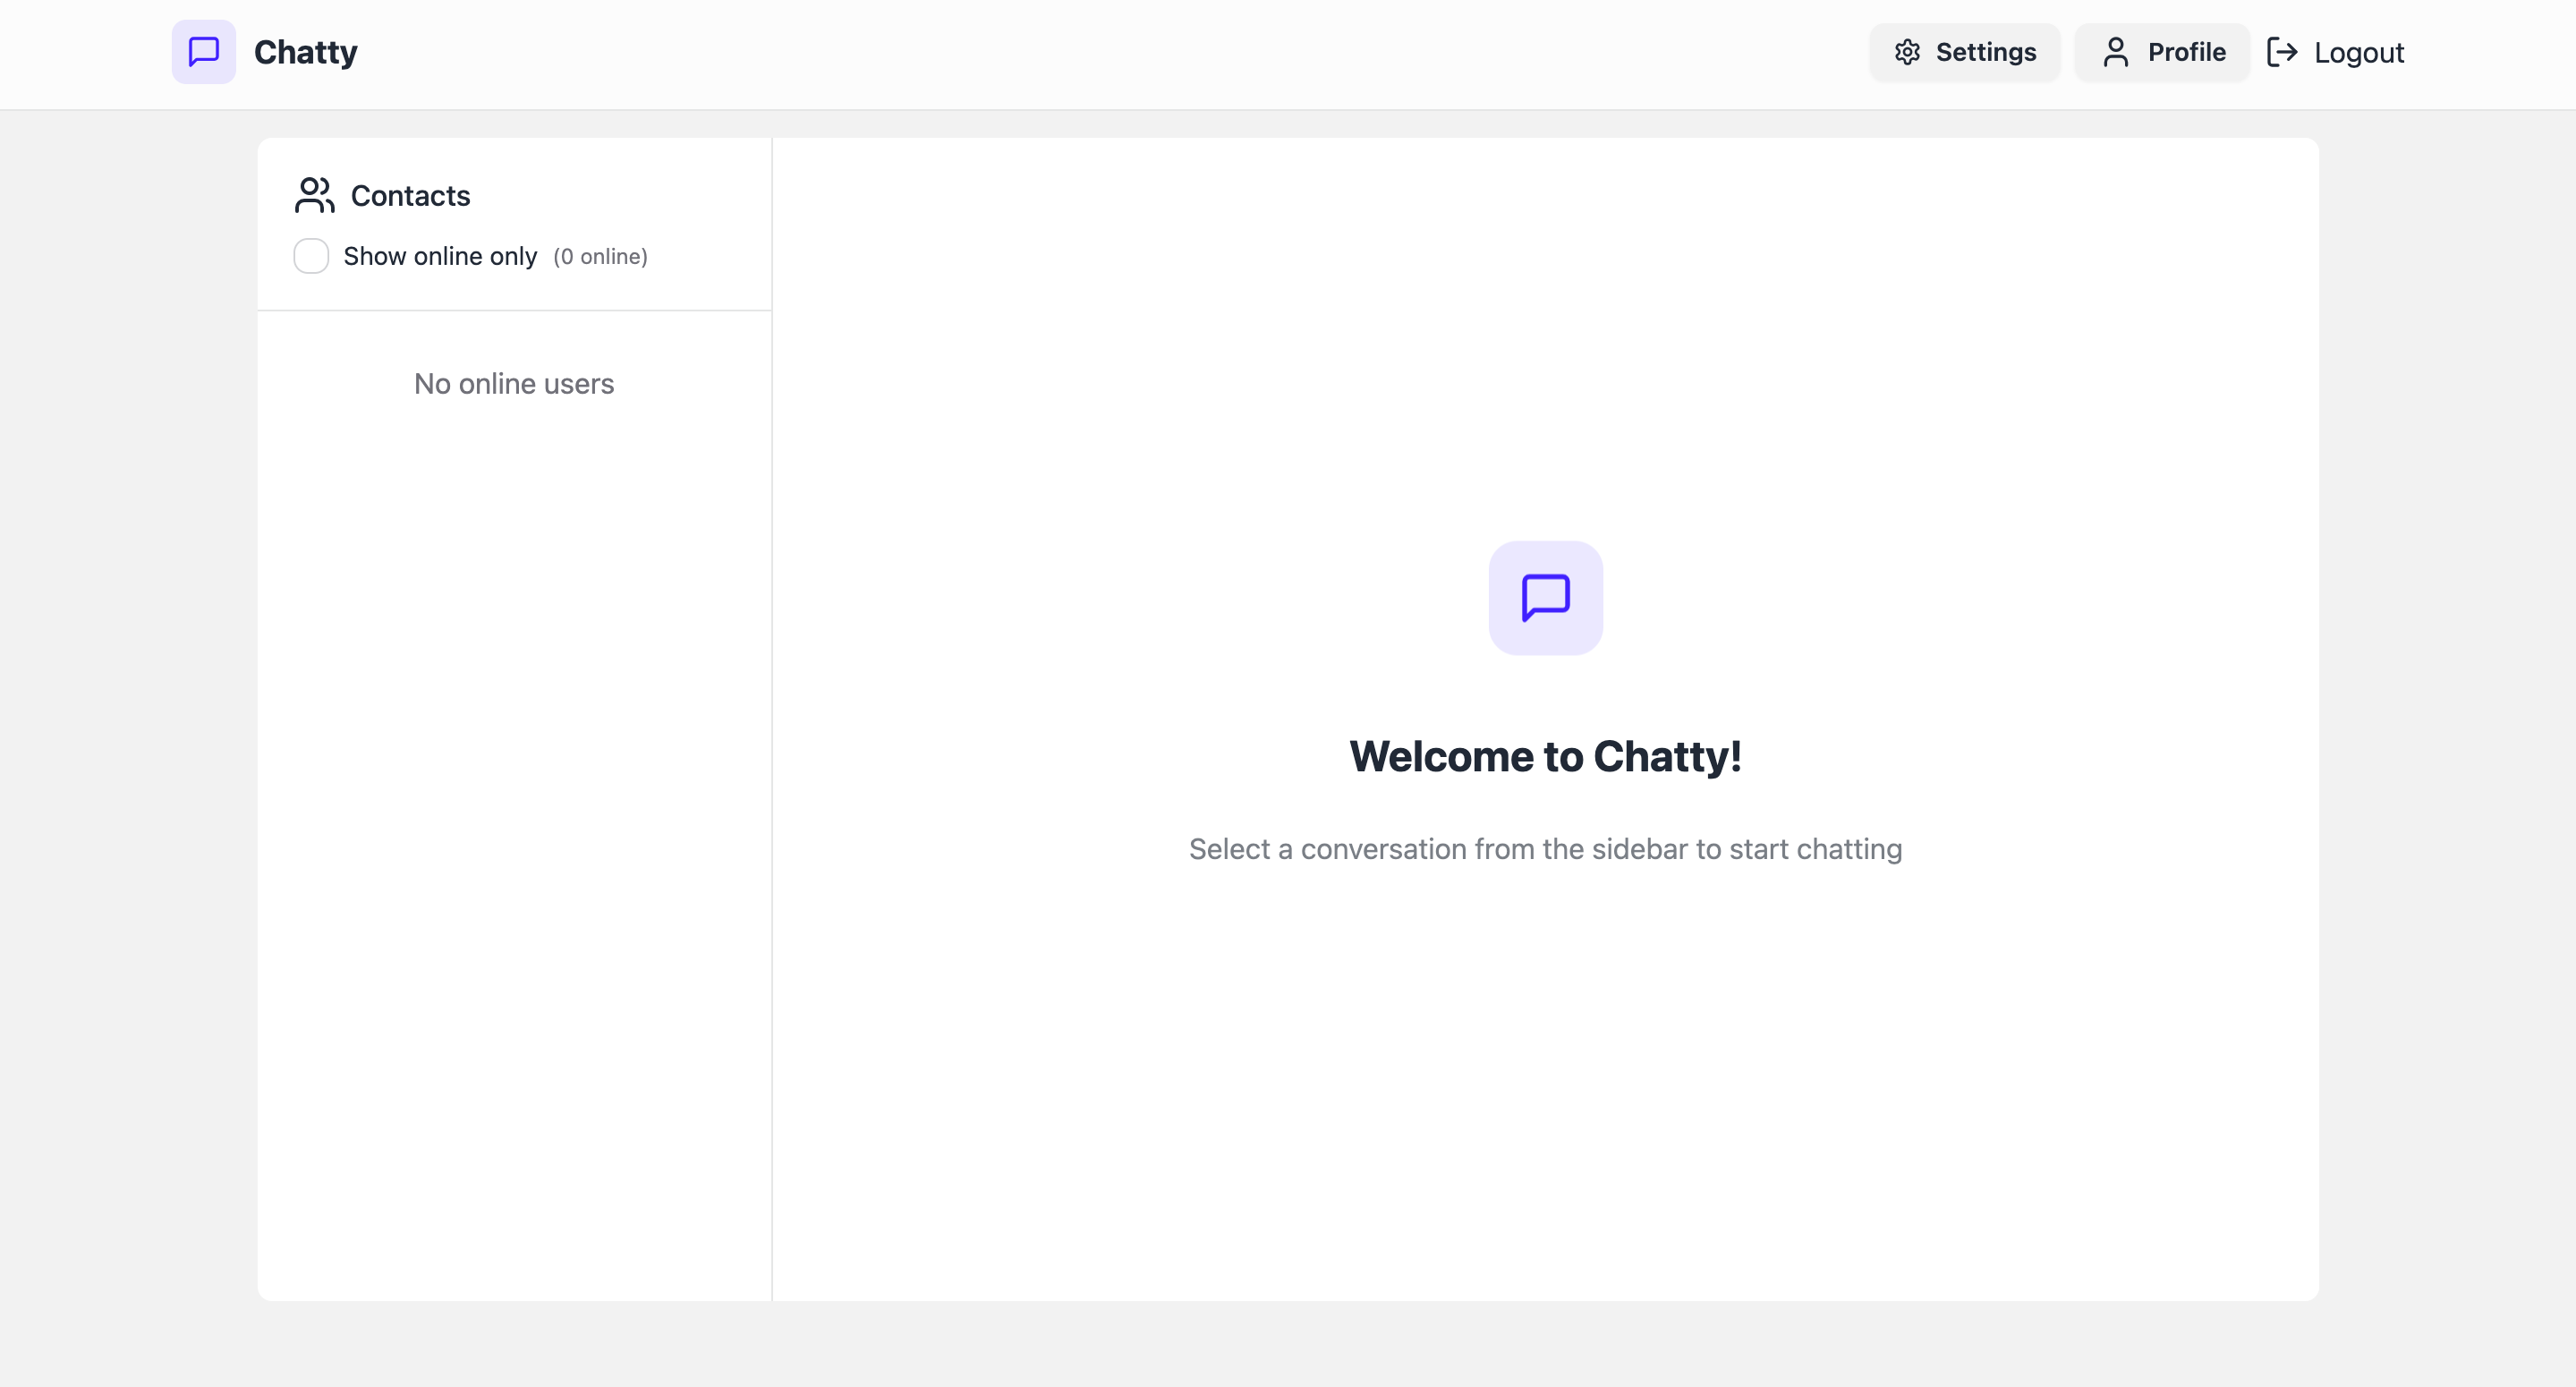 Chatty
Settings
Profile
Logout
Contacts
Show online only (0 online)
No online users
Welcome to Chatty!
Select a conversation from the sidebar to start chatting